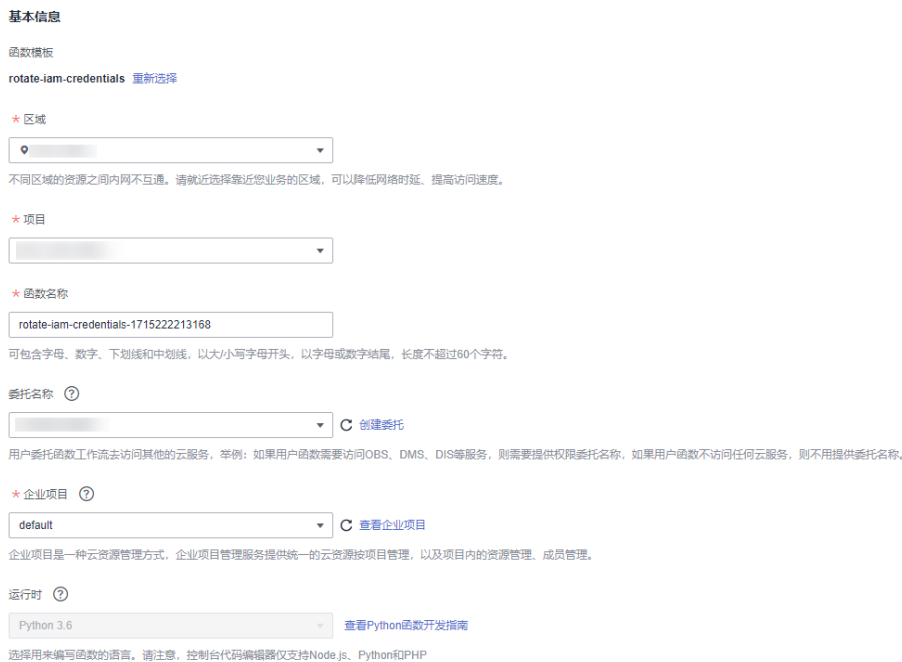 基本信息
函数模板
rotate-iam-credentials 重新选择
* 区域
不同区域的资源之间内网不互通。请就近选择靠近您业务的区域，可以降低网络时延、提高访问速度。
* 项目
* 函数名称
rotate-iam-credentials-1715222213168
可包含字母、数字、下划线和中划线，以大/小写字母开头，以字母或数字结尾，长度不超过60个字符。
委托名称 ?
创建委托
用户委托函数工作流去访问其他的云服务，举例：如果用户函数需要访问OBS、DMS、DIS等服务，则需要提供权限委托名称，如果用户函数不访问任何云服务，则不用提供委托名称。
* 企业项目 ?
default 查看企业项目
企业项目是一种云资源管理方式，企业项目管理服务提供统一的云资源按项目管理，以及项目内的资源管理、成员管理。
运行时 ?
Python 3.6 查看Python函数开发指南
选择用来编写函数的语言。请注意，控制台代码编辑器仅支持Node.js、Python和PHP